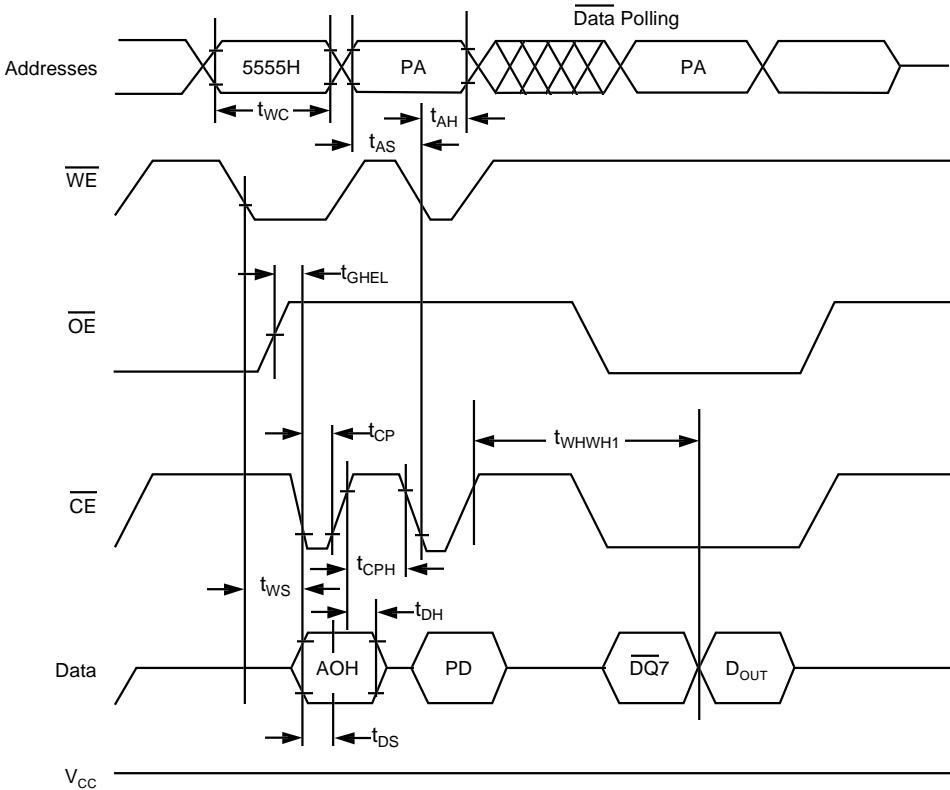 Data Polling
Addresses 5555H PA PA
tWC tAH
tAS
WE
tGHEL
OE
tCP tWHWH1
CE
tCPH
tWS
tDH
Data AOH PD DQ7 DOUT
tDS
VCC